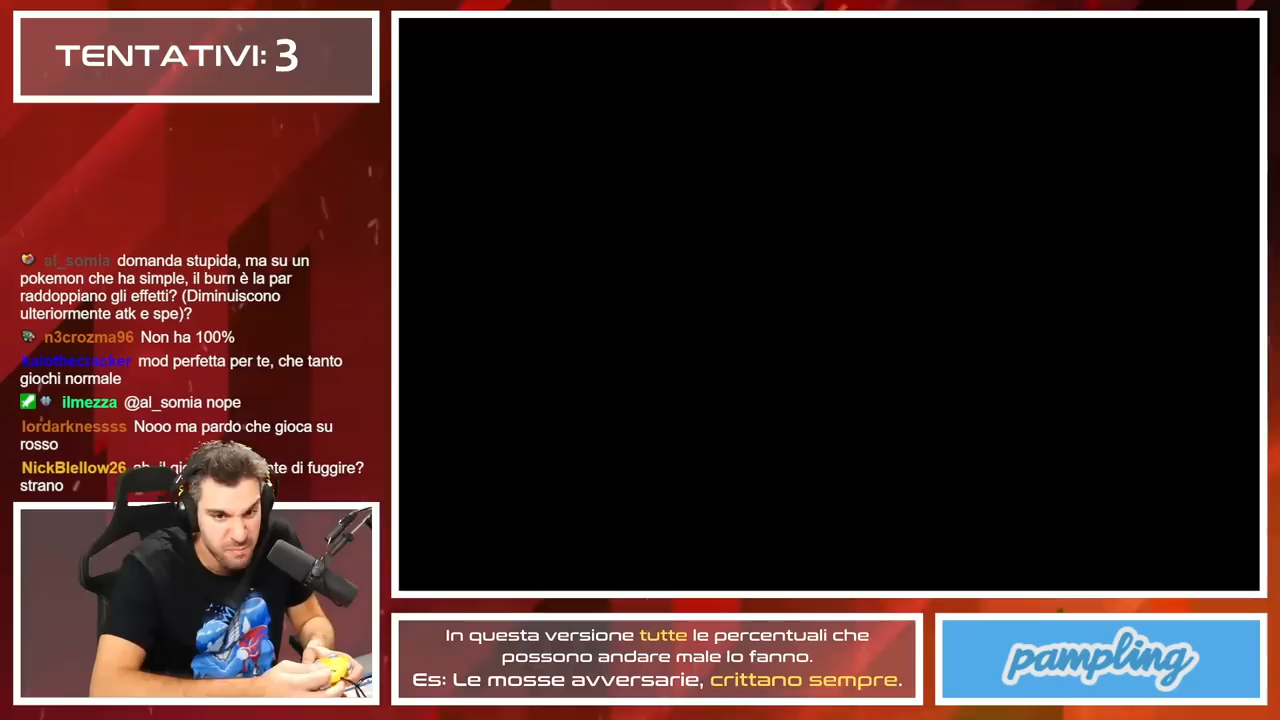 TENTATIVI: 3
al_somia domanda stupida, ma su un
pokemon che ha simple, il burn è la par
raddoppiano gli effetti? (Diminuiscono
ulteriormente atk e spe)?
n3crozma96 Non ha 100%
kaiothecracker mod perfetta per te, che tanto
giochi normale
ilmezza @al_somia nope
lordarknessss Nooo ma pardo che gioca su
rosso
NickBlellow26 di fuggire?
strano
In questa versione tutte le percentuali che
possono andare male lo fanno.
Es: Le mosse avversarie, crittano sempre.
pampling